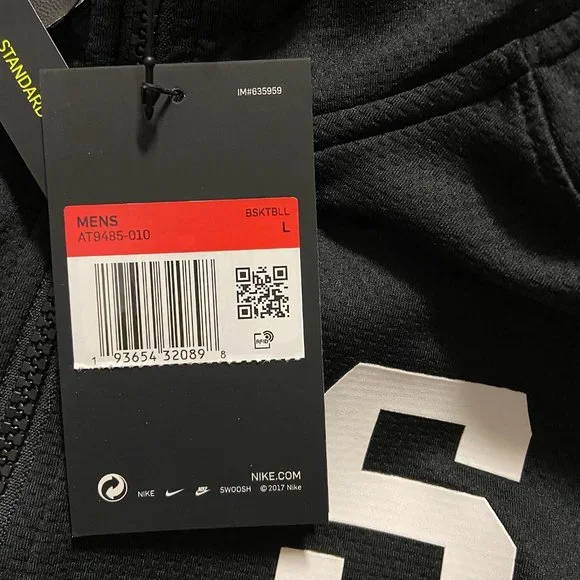 STANDARD
IM#635959
MENS BSKTBLL
AT9485-010 L
1 93654 32089 8
RFID
NIKE.COM
NIKE SWOOSH © 2017 Nike
S